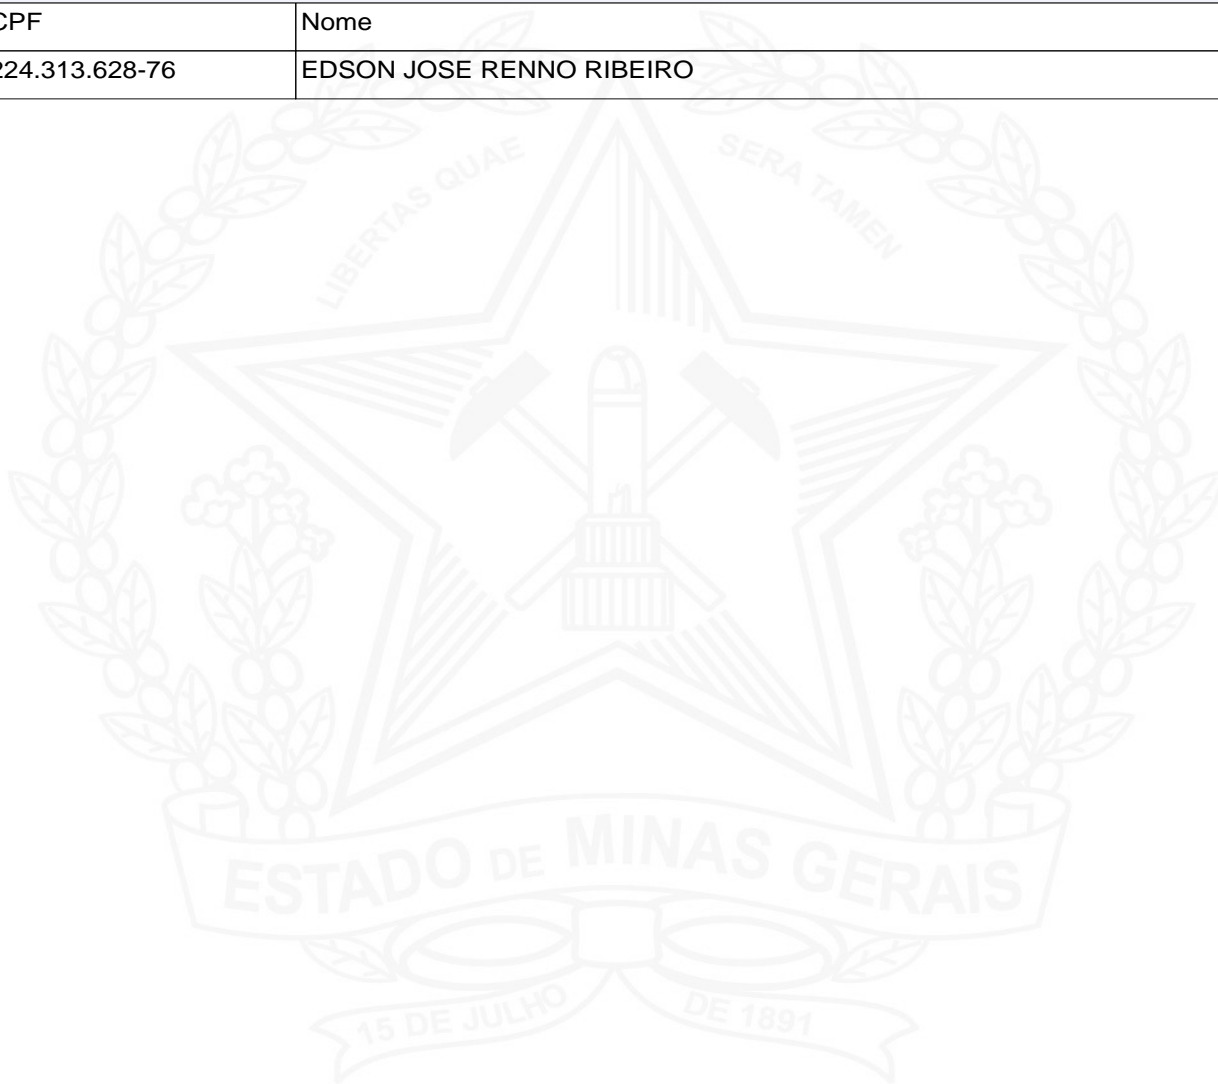 CPF Nome
224.313.628-76 EDSON JOSE RENNO RIBEIRO
LIBERTAS QUAE SERA TAMEN
ESTADO DE MINAS GERAIS
15 DE JULHO DE 1891